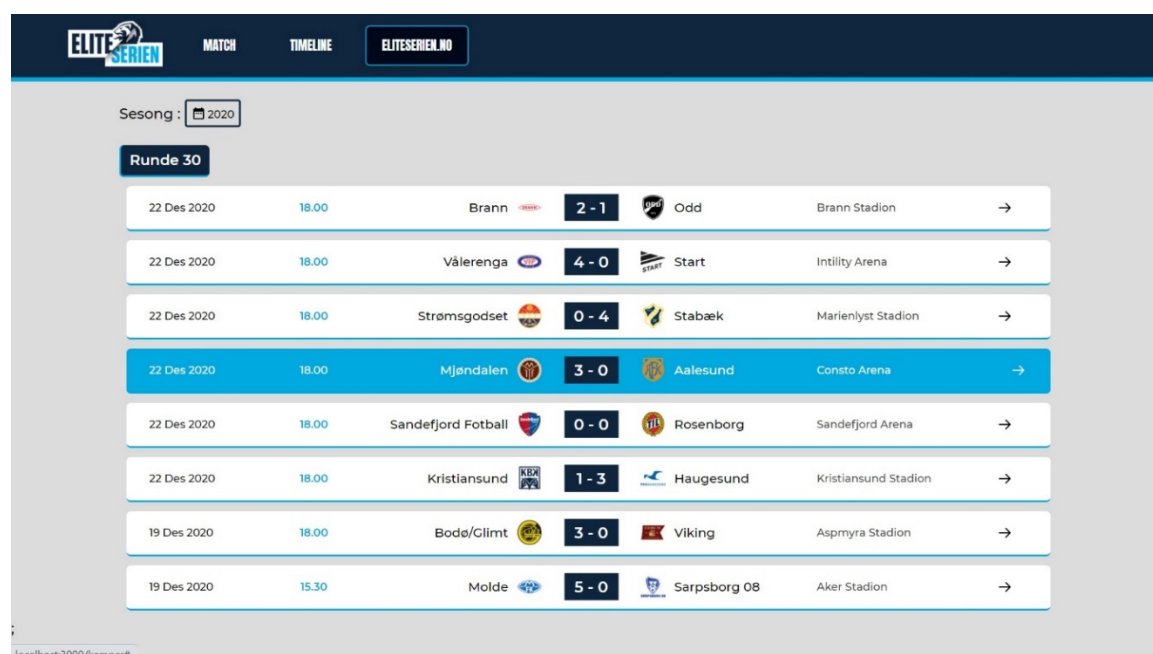 ELITE SERIEN MATCH TIMELINE ELITESERIEN.NO
Sesong : 2020
Runde 30
22 Des 2020 18.00 Brann 2 - 1 Odd Brann Stadion →
22 Des 2020 18.00 Vålerenga 4 - 0 Start Intility Arena →
22 Des 2020 18.00 Strømsgodset 0 - 4 Stabæk Marienlyst Stadion →
22 Des 2020 18.00 Mjøndalen 3 - 0 Aalesund Consto Arena →
22 Des 2020 18.00 Sandefjord Fotball 0 - 0 Rosenborg Sandefjord Arena →
22 Des 2020 18.00 Kristiansund KBK 1 - 3 Haugesund Kristiansund Stadion →
19 Des 2020 18.00 Bodø/Glimt 3 - 0 Viking Aspmyra Stadion →
19 Des 2020 15.30 Molde 5 - 0 Sarpsborg 08 Aker Stadion →
;